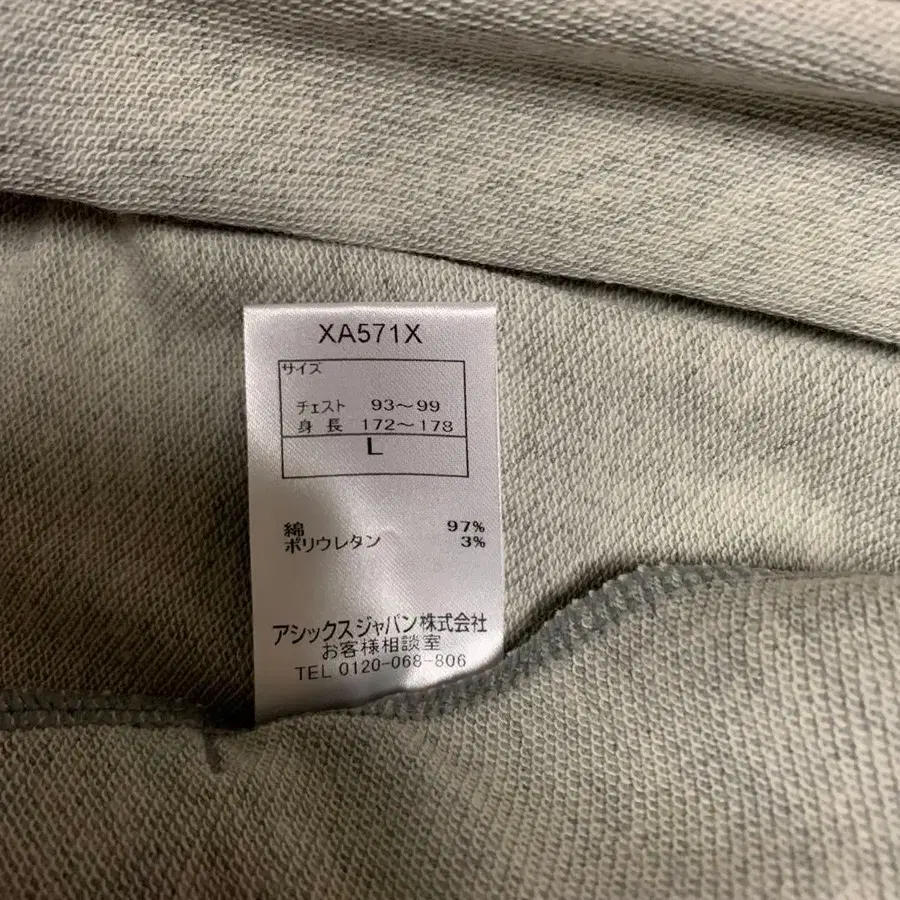 XA571X
サイズ
チェスト 93～99
身長 172～178
L
綿 97%
ポリウレタン 3%
アシックスジャパン株式会社
お客様相談室
TEL 0120-068-806